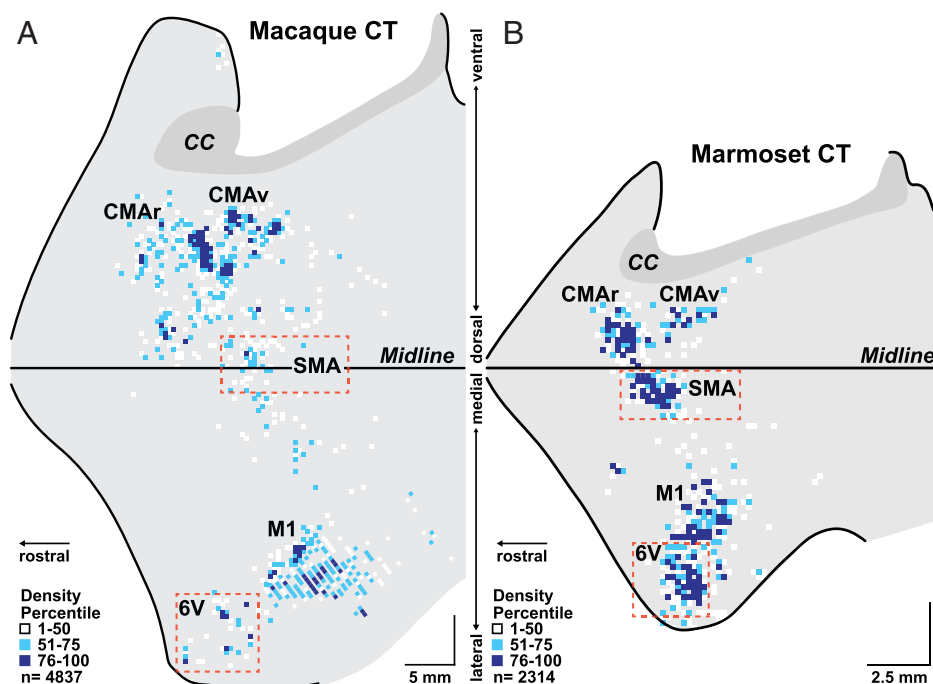 A
Macaque CT
CC
CMAr
CMAv
SMA
Midline
M1
6V
rostral
Density
Percentile
1-50
51-75
76-100
n= 4837
5 mm
ventral
dorsal
medial
lateral
B
Marmoset CT
CC
CMAr
CMAv
Midline
SMA
M1
6V
rostral
Density
Percentile
1-50
51-75
76-100
n= 2314
2.5 mm